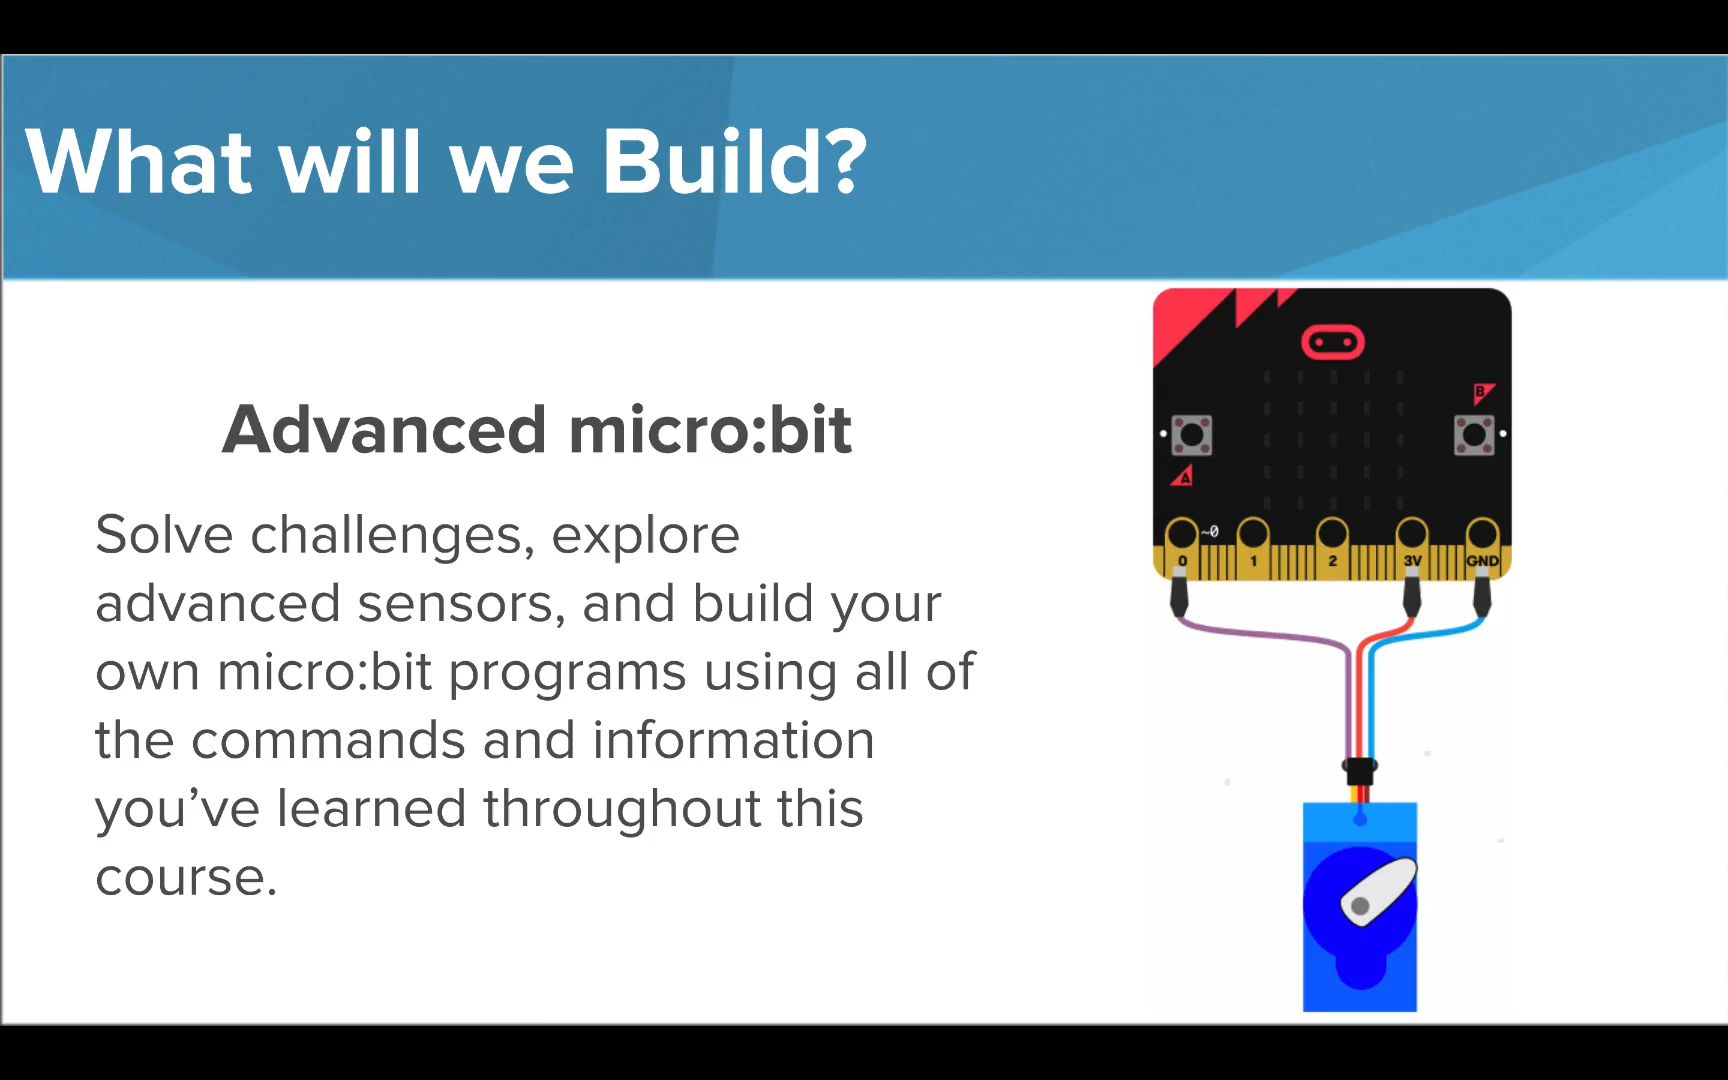 What will we Build?
Advanced micro:bit
Solve challenges, explore
advanced sensors, and build your
own micro:bit programs using all of
the commands and information
you’ve learned throughout this
course.
B
A
~0
0 1 2 3V GND